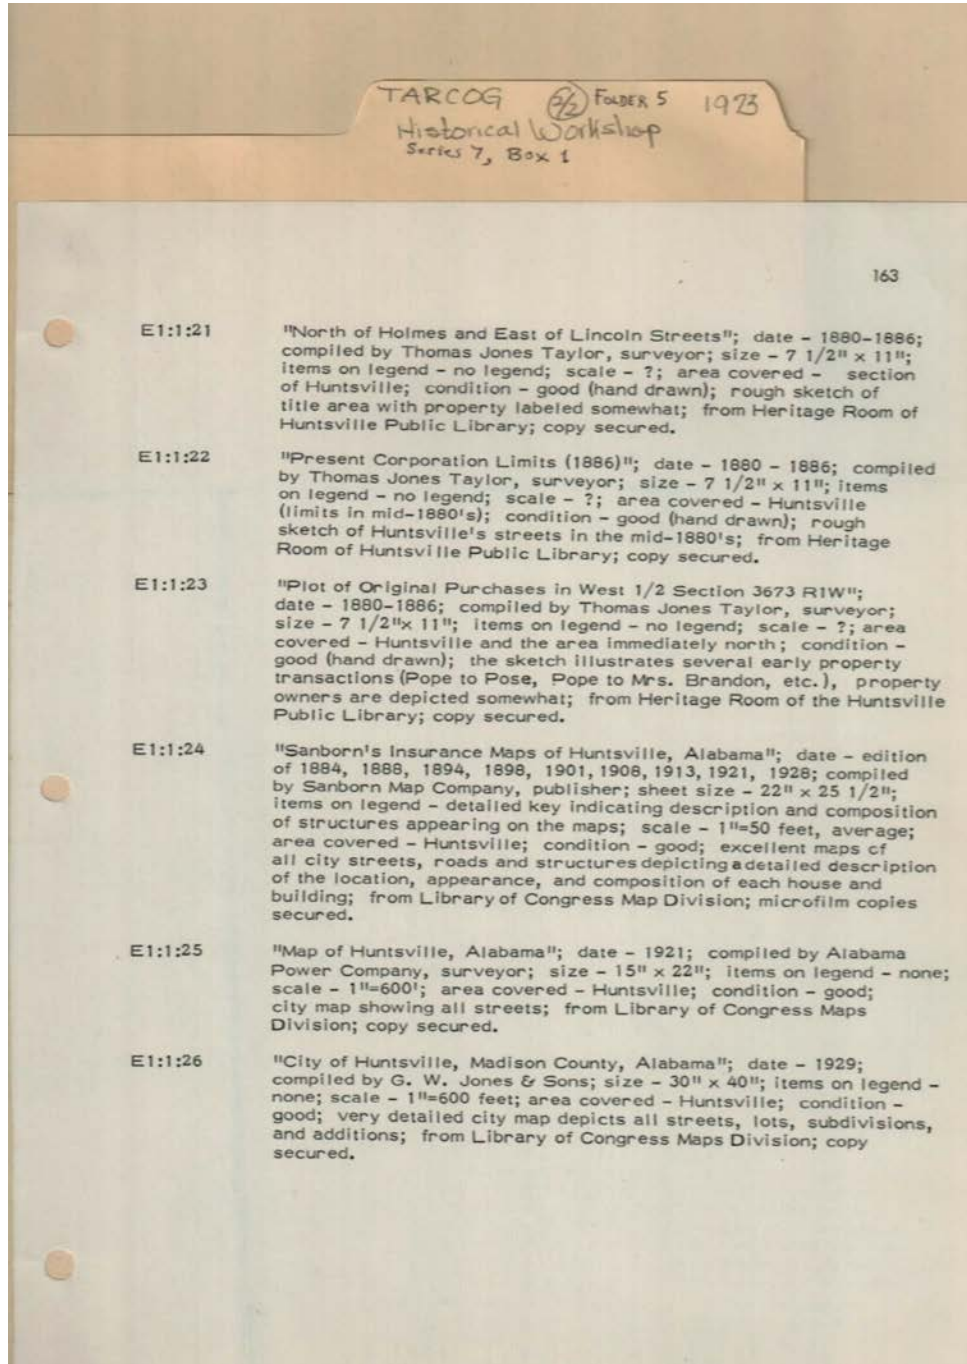 TARCOG 2/2 FOLDER 5 1973
Historical Workshop
Series 7, Box 1
163
E1:1:21 "North of Holmes and East of Lincoln Streets"; date - 1880-1886;
compiled by Thomas Jones Taylor, surveyor; size - 7 1/2" x 11";
items on legend - no legend; scale - ?; area covered - section
of Huntsville; condition - good (hand drawn); rough sketch of
title area with property labeled somewhat; from Heritage Room of
Huntsville Public Library; copy secured.
E1:1:22 "Present Corporation Limits (1886)"; date - 1880 - 1886; compiled
by Thomas Jones Taylor, surveyor; size - 7 1/2" x 11"; items
on legend - no legend; scale - ?; area covered - Huntsville
(limits in mid-1880's); condition - good (hand drawn); rough
sketch of Huntsville's streets in the mid-1880's; from Heritage
Room of Huntsville Public Library; copy secured.
E1:1:23 "Plot of Original Purchases in West 1/2 Section 3673 R1W";
date - 1880-1886; compiled by Thomas Jones Taylor, surveyor;
size - 7 1/2"x 11"; items on legend - no legend; scale - ?; area
covered - Huntsville and the area immediately north; condition -
good (hand drawn); the sketch illustrates several early property
transactions (Pope to Pose, Pope to Mrs. Brandon, etc.), property
owners are depicted somewhat; from Heritage Room of the Huntsville
Public Library; copy secured.
E1:1:24 "Sanborn's Insurance Maps of Huntsville, Alabama"; date - edition
of 1884, 1888, 1894, 1898, 1901, 1908, 1913, 1921, 1928; compiled
by Sanborn Map Company, publisher; sheet size - 22" x 25 1/2";
items on legend - detailed key indicating description and composition
of structures appearing on the maps; scale - 1"=50 feet, average;
area covered - Huntsville; condition - good; excellent maps of
all city streets, roads and structures depicting a detailed description
of the location, appearance, and composition of each house and
building; from Library of Congress Map Division; microfilm copies
secured.
E1:1:25 "Map of Huntsville, Alabama"; date - 1921; compiled by Alabama
Power Company, surveyor; size - 15" x 22"; items on legend - none;
scale - 1"=600'; area covered - Huntsville; condition - good;
city map showing all streets; from Library of Congress Maps
Division; copy secured.
E1:1:26 "City of Huntsville, Madison County, Alabama"; date - 1929;
compiled by G. W. Jones & Sons; size - 30" x 40"; items on legend -
none; scale - 1"=600 feet; area covered - Huntsville; condition -
good; very detailed city map depicts all streets, lots, subdivisions,
and additions; from Library of Congress Maps Division; copy
secured.